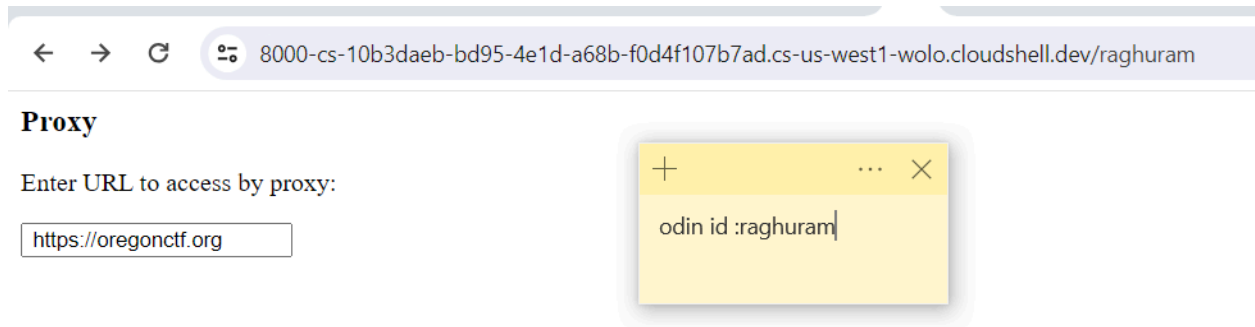 8000-cs-10b3daeb-bd95-4e1d-a68b-f0d4f107b7ad.cs-us-west1-wolo.cloudshell.dev/raghuram
Proxy
Enter URL to access by proxy:
https://oregonctf.org
odin id :raghuram